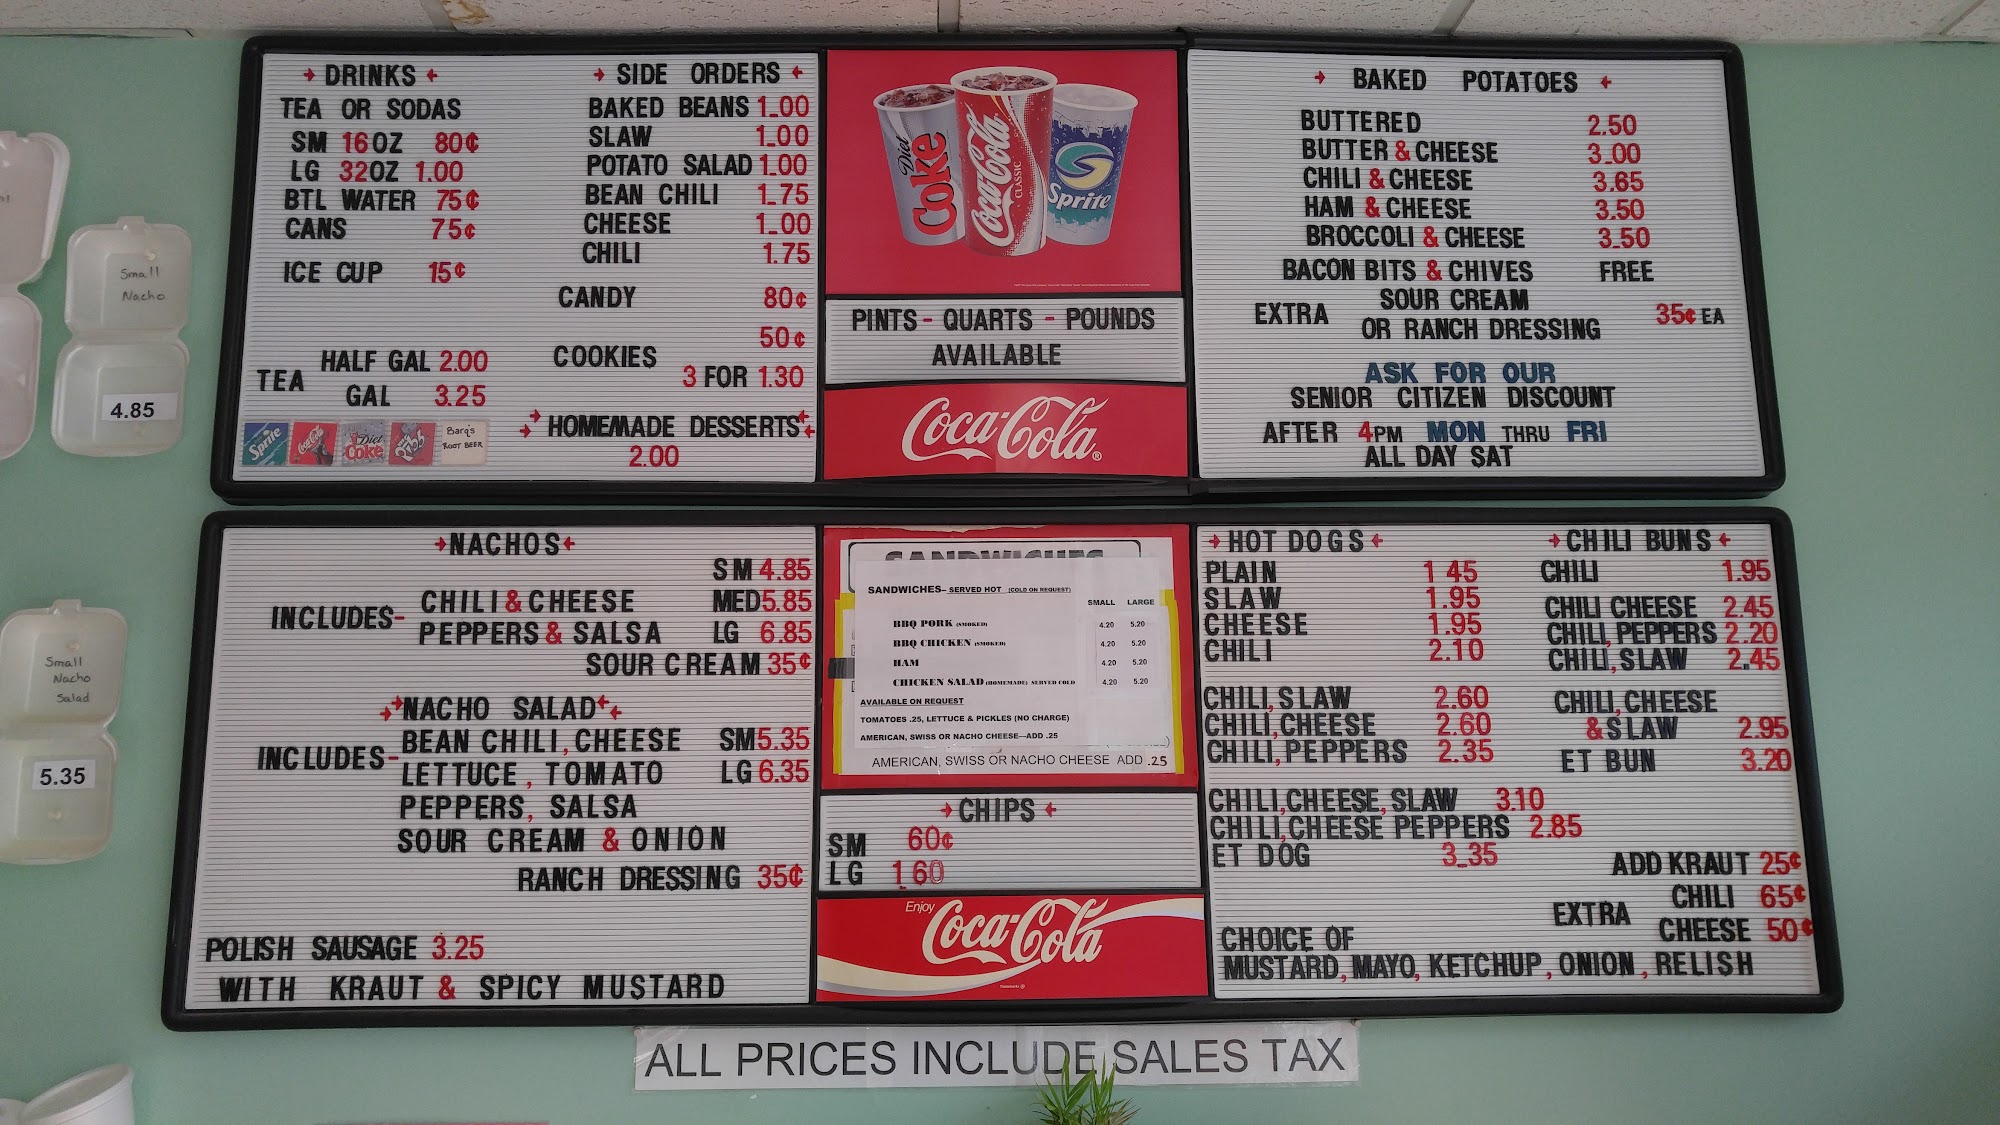 DRINKS
TEA OR SODAS
SM 16OZ 80¢
LG 32OZ 1.00
BTL WATER 75¢
CANS 75¢
ICE CUP 15¢
TEA HALF GAL 2.00
GAL 3.25
Sprite Coca-Cola Diet Coke Barq's ROOT BEER
SIDE ORDERS
BAKED BEANS 1.00
SLAW 1.00
POTATO SALAD 1.00
BEAN CHILI 1.75
CHEESE 1.00
CHILI 1.75
CANDY 80¢
COOKIES 50¢
3 FOR 1.30
HOMEMADE DESSERTS
2.00
Diet Coke Coca-Cola CLASSIC Sprite
PINTS - QUARTS - POUNDS
AVAILABLE
Coca-Cola
BAKED POTATOES
BUTTERED 2.50
BUTTER & CHEESE 3.00
CHILI & CHEESE 3.65
HAM & CHEESE 3.50
BROCCOLI & CHEESE 3.50
BACON BITS & CHIVES FREE
EXTRA SOUR CREAM
OR RANCH DRESSING 35¢ EA
ASK FOR OUR
SENIOR CITIZEN DISCOUNT
AFTER 4PM MON THRU FRI
ALL DAY SAT
Small
Nacho
4.85
Small
Nacho
Salad
5.35
NACHOS
SM 4.85
INCLUDES- CHILI & CHEESE MED 5.85
PEPPERS & SALSA LG 6.85
SOUR CREAM 35¢
NACHO SALAD
INCLUDES- BEAN CHILI, CHEESE SM 5.35
LETTUCE, TOMATO LG 6.35
PEPPERS, SALSA
SOUR CREAM & ONION
RANCH DRESSING 35¢
POLISH SAUSAGE 3.25
WITH KRAUT & SPICY MUSTARD
SANDWICHES
SANDWICHES– SERVED HOT (COLD ON REQUEST)
SMALL LARGE
BBQ PORK (SMOKED) 4.20 5.20
BBQ CHICKEN (SMOKED) 4.20 5.20
HAM 4.20 5.20
CHICKEN SALAD (HOMEMADE) SERVED COLD 4.20 5.20
AVAILABLE ON REQUEST
TOMATOES .25, LETTUCE & PICKLES (NO CHARGE)
AMERICAN, SWISS OR NACHO CHEESE—ADD .25
AMERICAN, SWISS OR NACHO CHEESE ADD .25
CHIPS
SM 60¢
LG 1.60
Enjoy
Coca-Cola
HOT DOGS
PLAIN 1 45
SLAW 1.95
CHEESE 1.95
CHILI 2.10
CHILI, SLAW 2.60
CHILI, CHEESE 2.60
CHILI, PEPPERS 2.35
CHILI, CHEESE, SLAW 3.10
CHILI, CHEESE PEPPERS 2.85
ET DOG 3.35
CHILI BUNS
CHILI 1.95
CHILI CHEESE 2.45
CHILI, PEPPERS 2.20
CHILI, SLAW 2.45
CHILI, CHEESE
& SLAW 2.95
ET BUN 3.20
ADD KRAUT 25¢
EXTRA CHILI 65¢
CHEESE 50¢
CHOICE OF
MUSTARD, MAYO, KETCHUP, ONION, RELISH
ALL PRICES INCLUDE SALES TAX